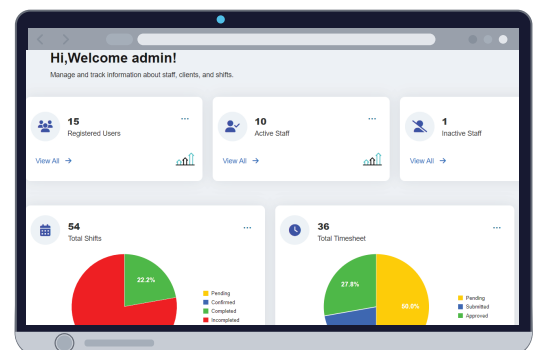 Hi,Welcome admin!
Manage and track information about staff, clients, and shifts.
15
Registered Users
View All
10
Active Staff
View All
1
Inactive Staff
View All
54
Total Shifts
22.2%
Pending
Confirmed
Completed
Incompleted
36
Total Timesheet
27.8%
50.0%
Pending
Submitted
Approved